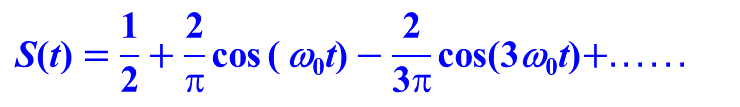 S(t) = 1/2 + 2/π cos ( ω₀t) − 2/3π cos(3ω₀t)+……